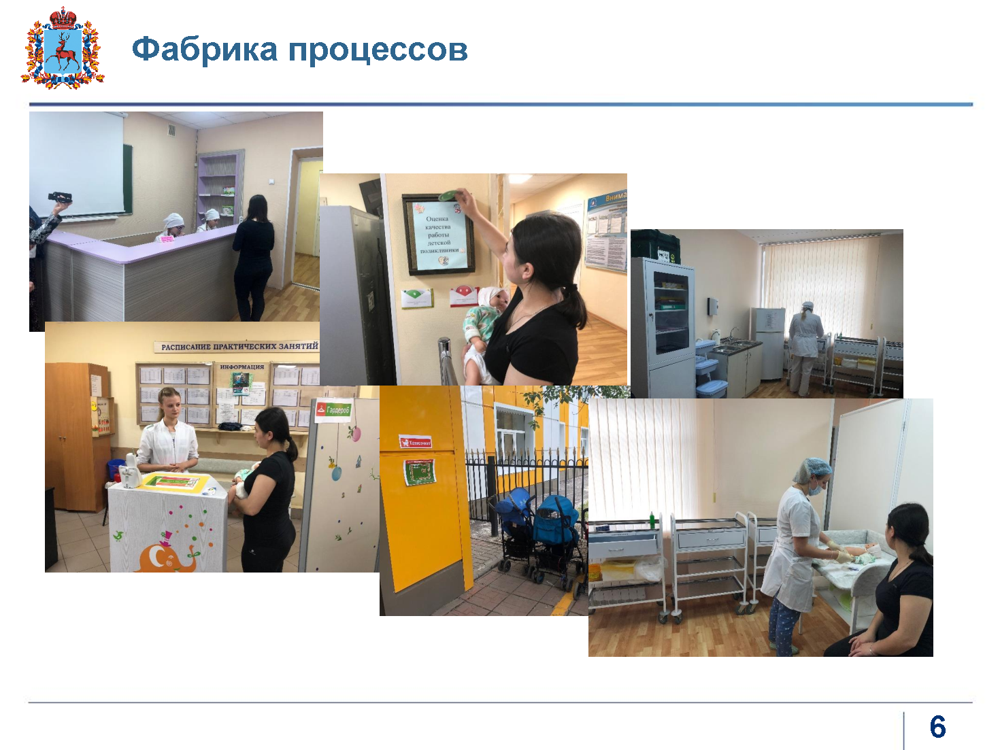 Фабрика процессов
Оценка
качества
работы
детской
поликлиники
Внима
РАСПИСАНИЕ ПРАКТИЧЕСКИХ ЗАНЯТИЙ
ИНФОРМАЦИЯ
Гардероб
Колясочная
6